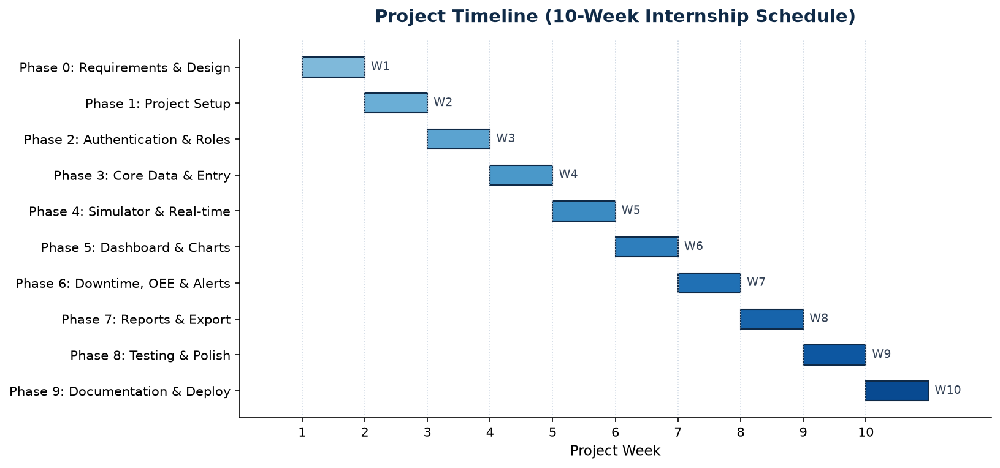 Project Timeline (10-Week Internship Schedule)
Phase 0: Requirements & Design W1
Phase 1: Project Setup W2
Phase 2: Authentication & Roles W3
Phase 3: Core Data & Entry W4
Phase 4: Simulator & Real-time W5
Phase 5: Dashboard & Charts W6
Phase 6: Downtime, OEE & Alerts W7
Phase 7: Reports & Export W8
Phase 8: Testing & Polish W9
Phase 9: Documentation & Deploy W10
1 2 3 4 5 6 7 8 9 10
Project Week